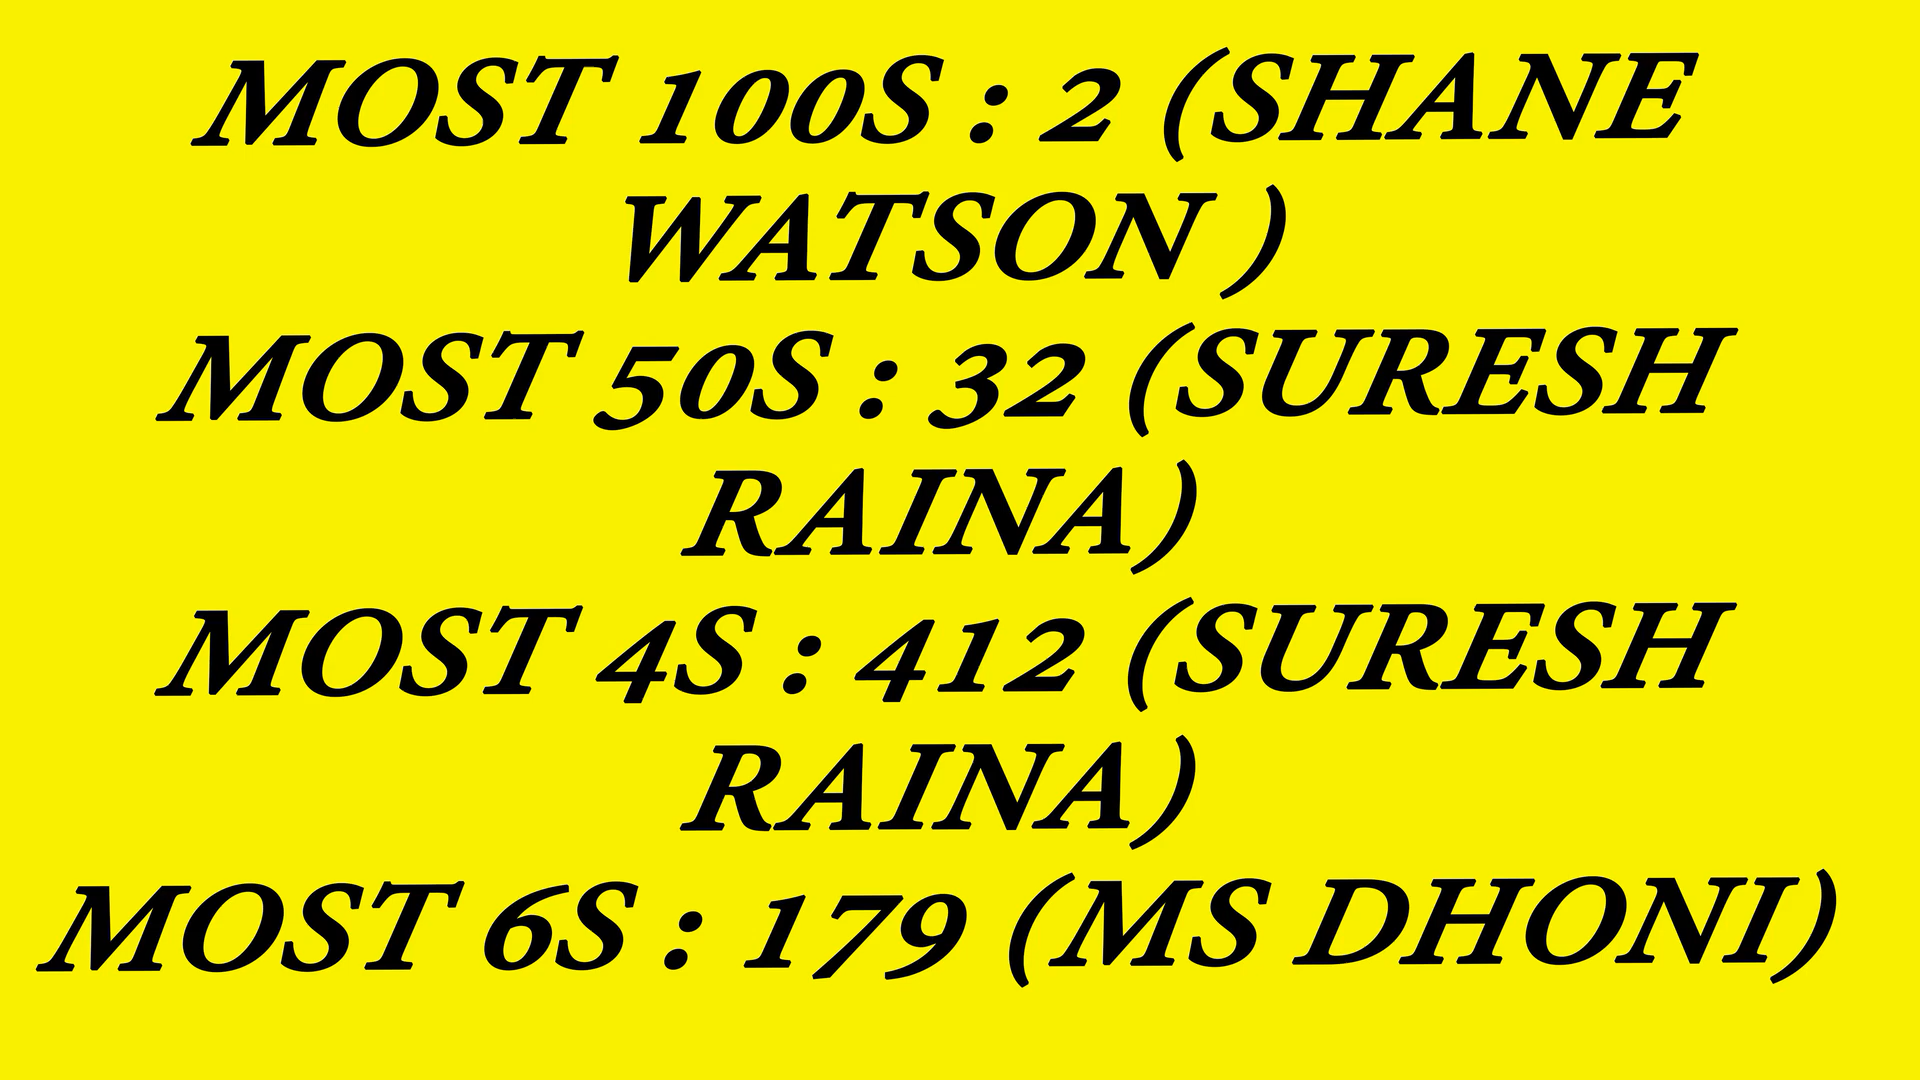 MOST 100S : 2 (SHANE
WATSON )
MOST 50S : 32 (SURESH
RAINA)
MOST 4S : 412 (SURESH
RAINA)
MOST 6S : 179 (MS DHONI)